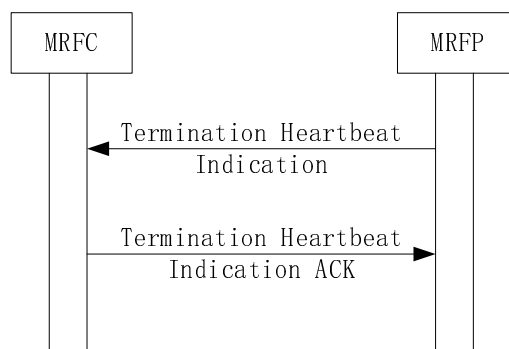 MRFC
MRFP
Termination Heartbeat
Indication
Termination Heartbeat
Indication ACK